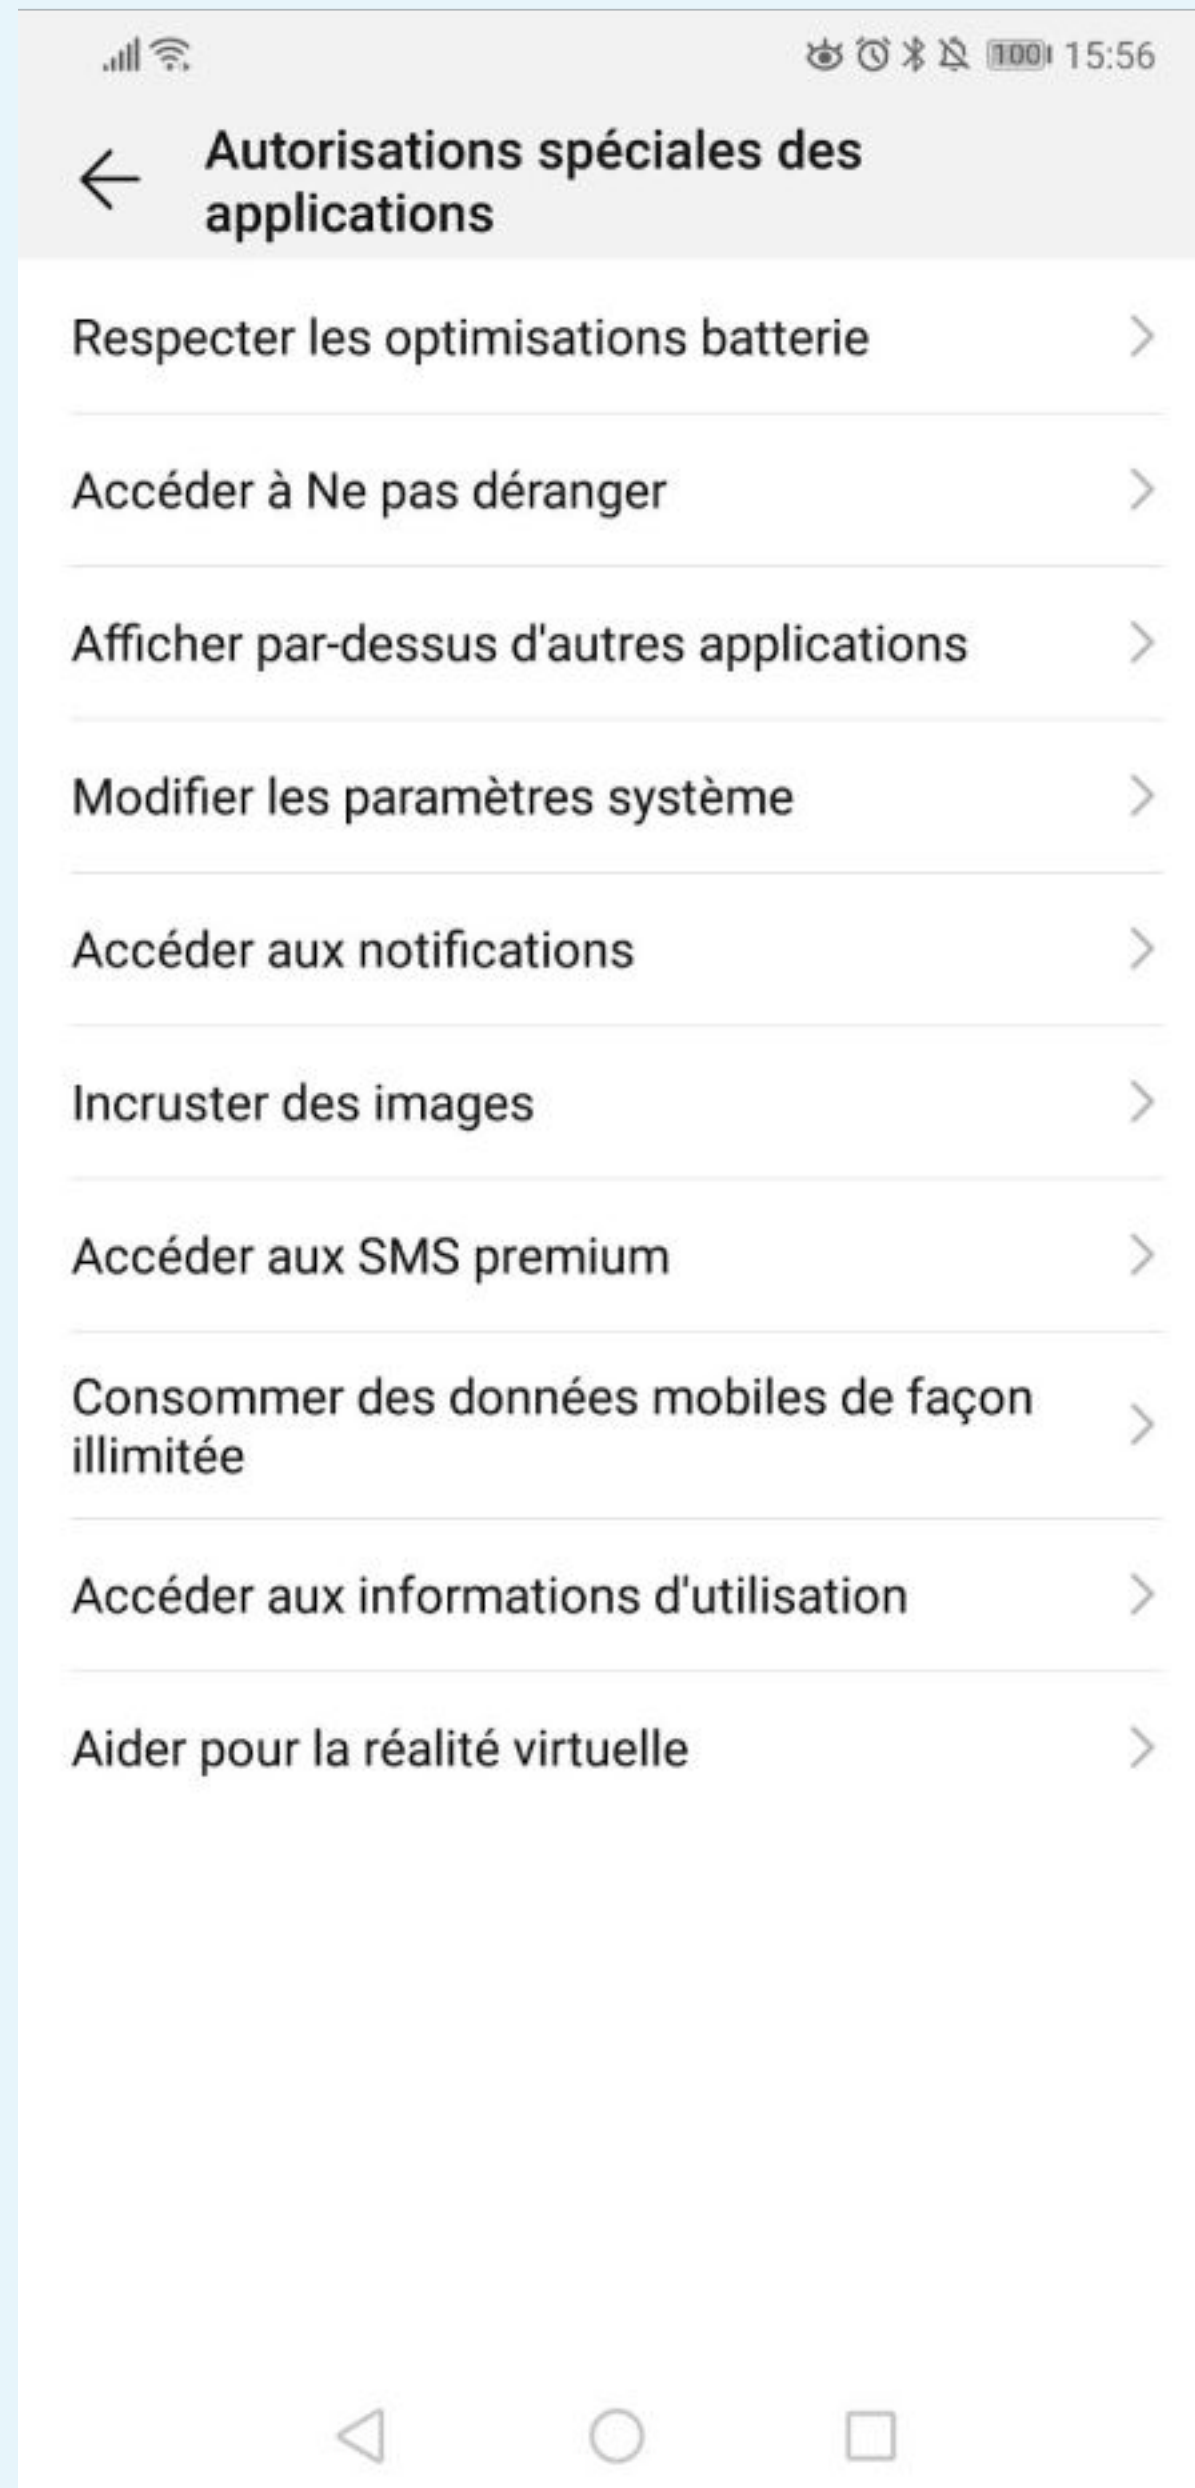 100 15:56
Autorisations spéciales des
applications
Respecter les optimisations batterie
Accéder à Ne pas déranger
Afficher par-dessus d'autres applications
Modifier les paramètres système
Accéder aux notifications
Incruster des images
Accéder aux SMS premium
Consommer des données mobiles de façon
illimitée
Accéder aux informations d'utilisation
Aider pour la réalité virtuelle